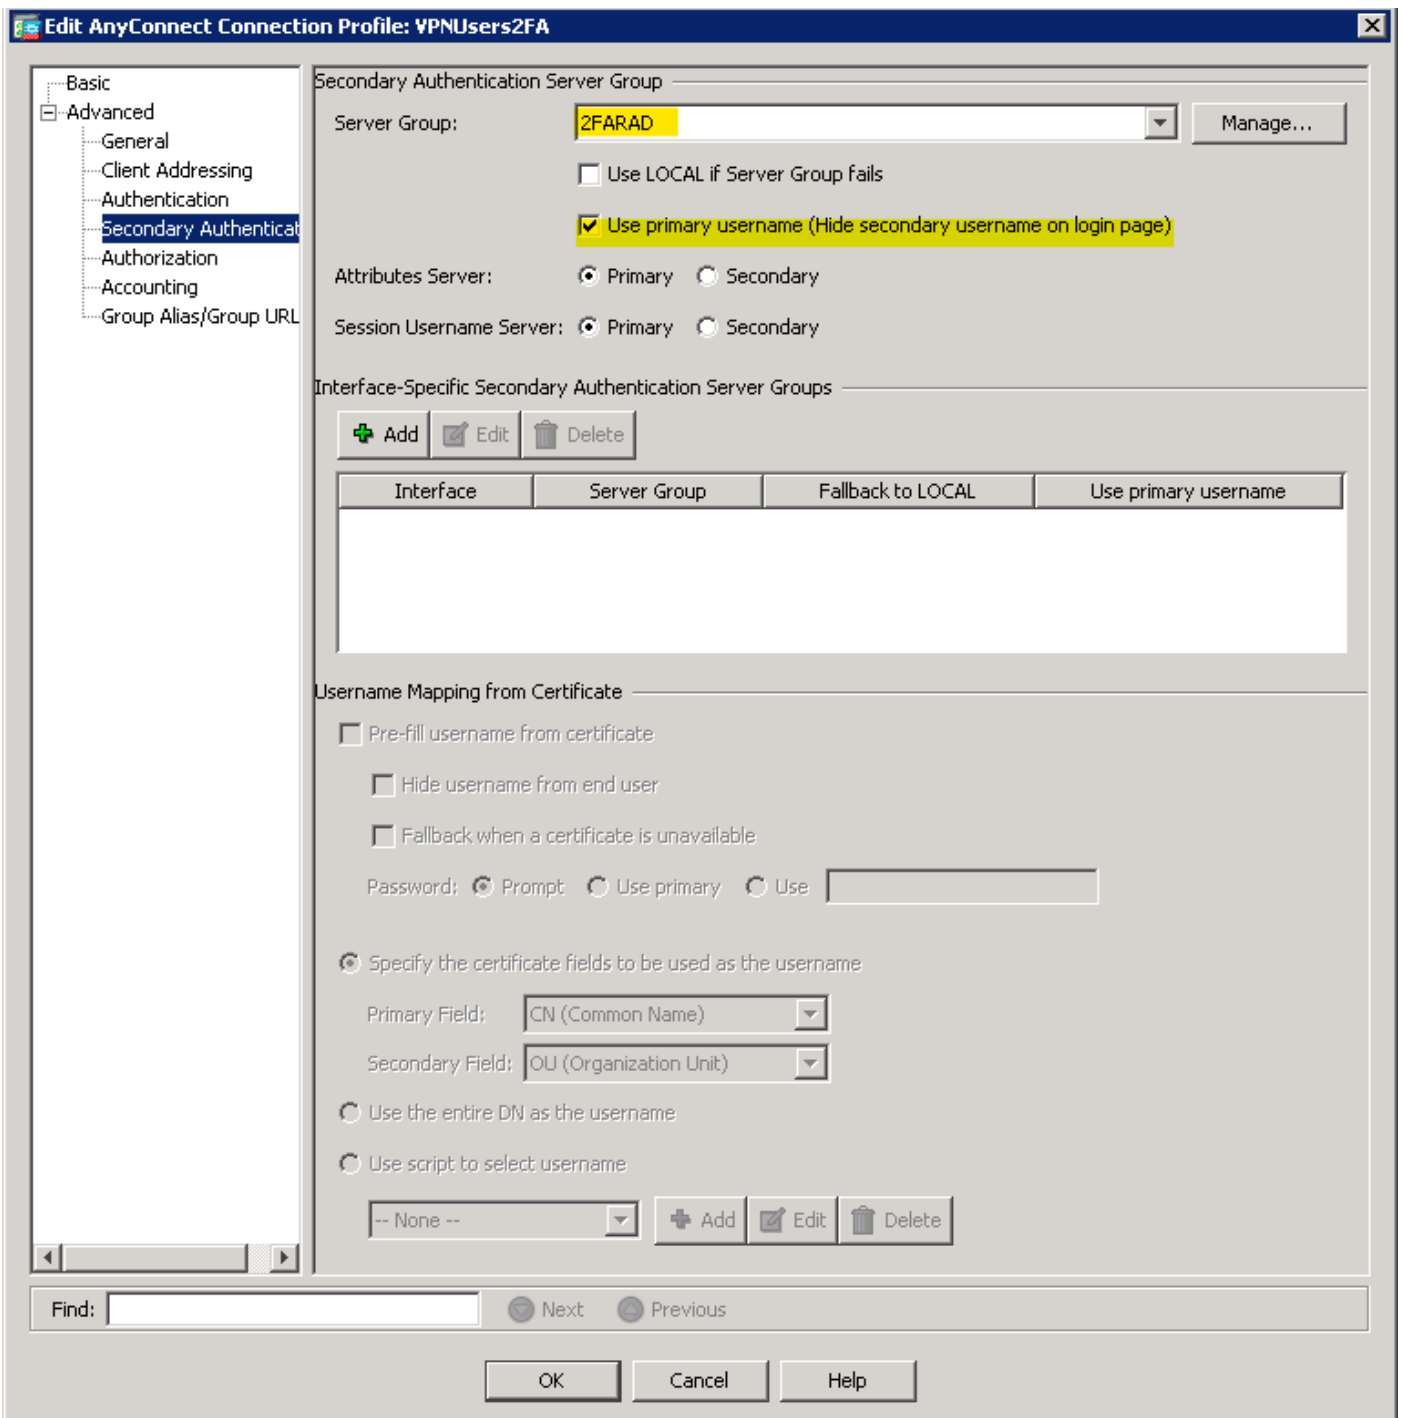 Edit AnyConnect Connection Profile: VPNUsers2FA
Basic
Advanced
General
Client Addressing
Authentication
Secondary Authenticat
Authorization
Accounting
Group Alias/Group URL
Secondary Authentication Server Group
Server Group: 2FARAD Manage...
Use LOCAL if Server Group fails
Use primary username (Hide secondary username on login page)
Attributes Server: Primary Secondary
Session Username Server: Primary Secondary
Interface-Specific Secondary Authentication Server Groups
Add Edit Delete
Interface Server Group Fallback to LOCAL Use primary username
Username Mapping from Certificate
Pre-fill username from certificate
Hide username from end user
Fallback when a certificate is unavailable
Password: Prompt Use primary Use
Specify the certificate fields to be used as the username
Primary Field: CN (Common Name)
Secondary Field: OU (Organization Unit)
Use the entire DN as the username
Use script to select username
-- None -- Add Edit Delete
Find: Next Previous
OK Cancel Help